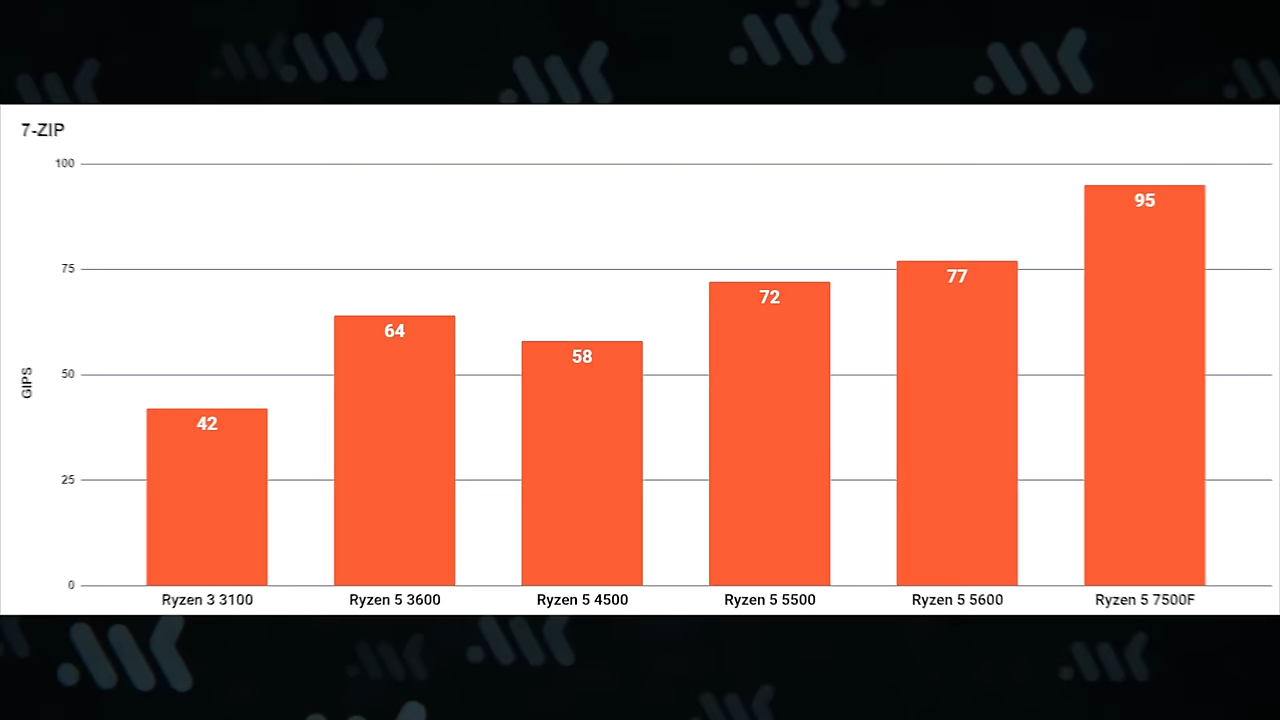 7-ZIP
100
75
50
25
0
GIPS
42
64
58
72
77
95
Ryzen 3 3100
Ryzen 5 3600
Ryzen 5 4500
Ryzen 5 5500
Ryzen 5 5600
Ryzen 5 7500F